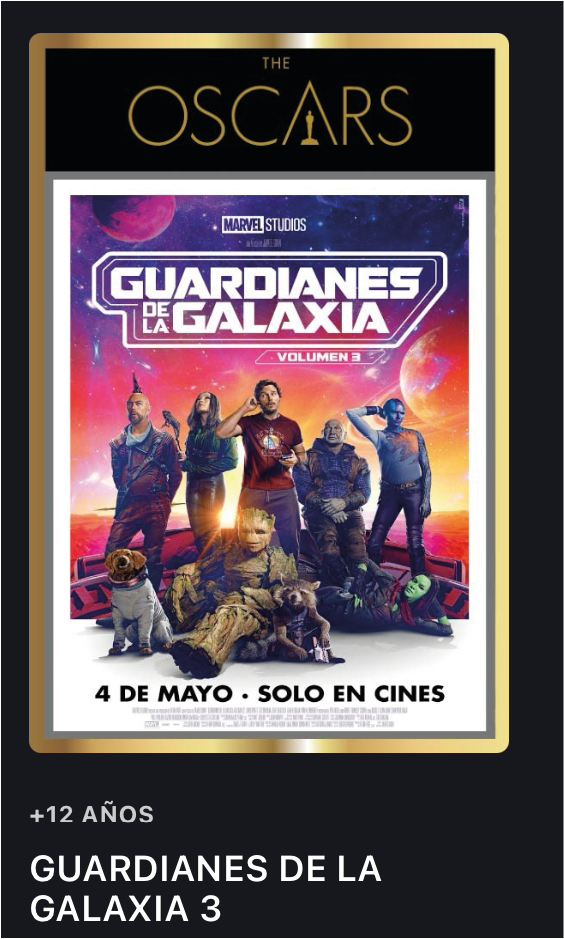 THE
OSCARS
MARVEL STUDIOS
GUARDIANES
DE LA GALAXIA
VOLUMEN 3
4 DE MAYO · SOLO EN CINES
+12 AÑOS
GUARDIANES DE LA
GALAXIA 3